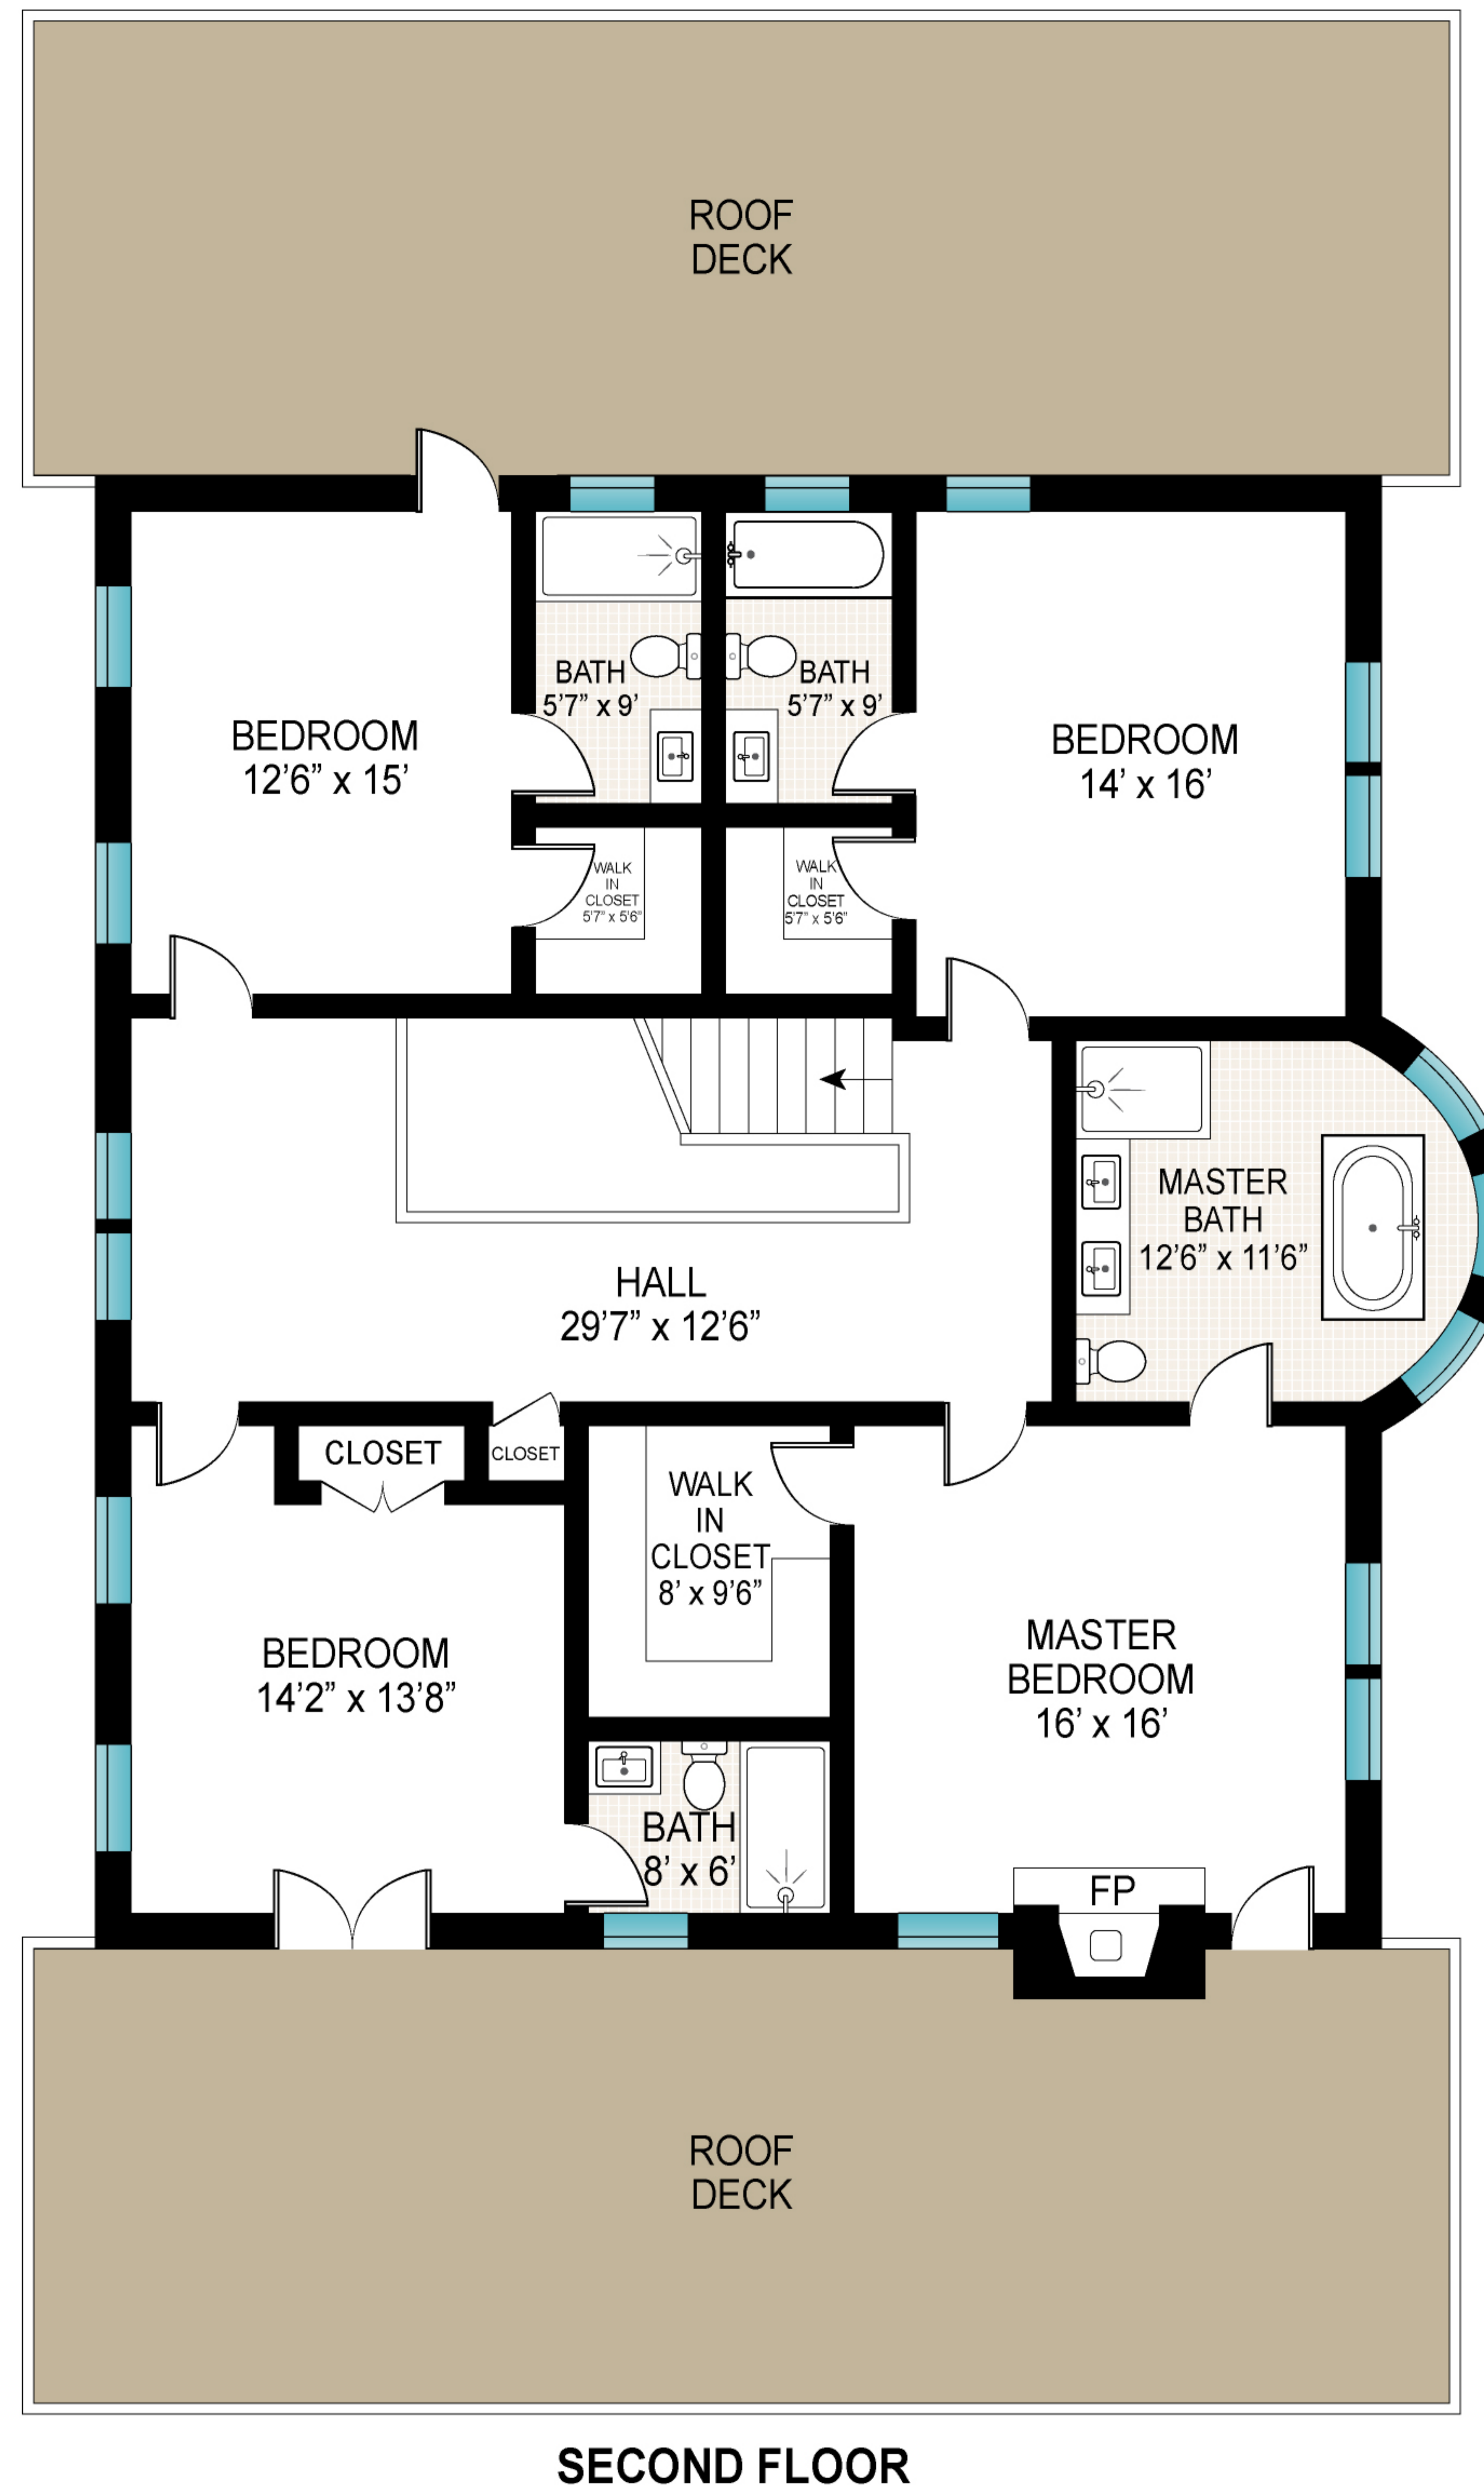 ROOF
DECK
BATH
5’7” x 9’
BATH
5’7” x 9’
BEDROOM
12’6” x 15’
BEDROOM
14’ x 16’
WALK
IN
CLOSET
5’7” x 5’6”
WALK
IN
CLOSET
5’7” x 5’6”
MASTER
BATH
12’6” x 11’6”
HALL
29’7” x 12’6”
CLOSET
CLOSET
WALK
IN
CLOSET
8’ x 9’6”
BEDROOM
14’2” x 13’8”
MASTER
BEDROOM
16’ x 16’
BATH
8’ x 6’
FP
ROOF
DECK
SECOND FLOOR